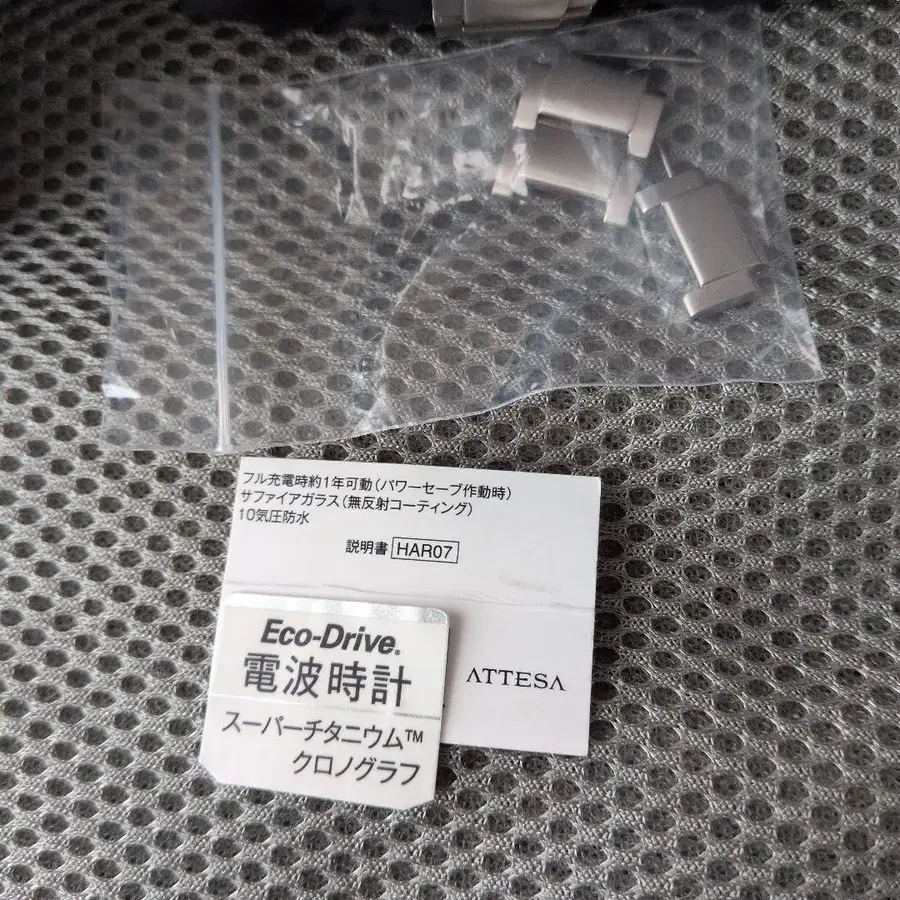 フル充電時約1年可動(パワーセーブ作動時)
サファイアガラス(無反射コーティング)
10気圧防水
説明書 HAR07
Eco-Drive®
電波時計
スーパーチタニウム™
クロノグラフ
ATTESA